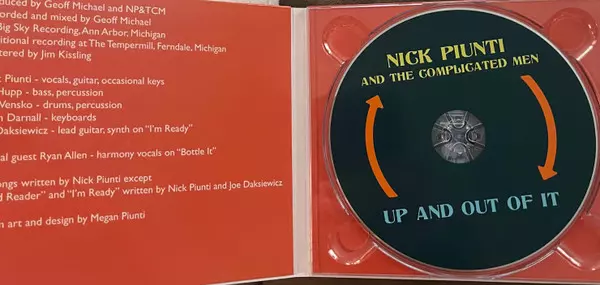 duced by Geoff Michael and NP&TCM
orded and mixed by Geoff Michael
Big Sky Recording, Ann Arbor, Michigan
itional recording at The Tempermill, Ferndale, Michigan
tered by Jim Kissling
Piunti - vocals, guitar, occasional keys
Hupp - bass, percussion
Vensko - drums, percussion
n Darnall - keyboards
Daksiewicz - lead guitar, synth on "I'm Ready"
al guest Ryan Allen - harmony vocals on "Bottle It"
ongs written by Nick Piunti except
d Reader" and "I'm Ready" written by Nick Piunti and Joe Daksiewicz
n art and design by Megan Piunti
NICK PIUNTI
AND THE COMPLICATED MEN
UP AND OUT OF IT